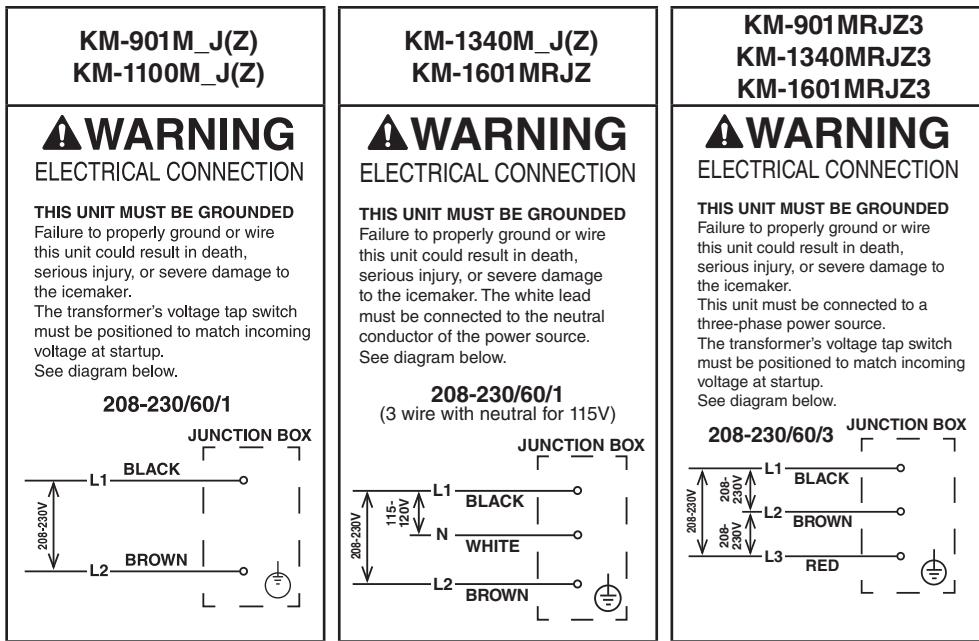 KM-901M_J(Z)
KM-1100M_J(Z)
WARNING
ELECTRICAL CONNECTION
THIS UNIT MUST BE GROUNDED
Failure to properly ground or wire
this unit could result in death,
serious injury, or severe damage to
the icemaker.
The transformer's voltage tap switch
must be positioned to match incoming
voltage at startup.
See diagram below.
208-230/60/1
JUNCTION BOX
L1 BLACK
208-230V
L2 BROWN
KM-1340M_J(Z)
KM-1601MRJZ
WARNING
ELECTRICAL CONNECTION
THIS UNIT MUST BE GROUNDED
Failure to properly ground or wire
this unit could result in death,
serious injury, or severe damage
to the icemaker. The white lead
must be connected to the neutral
conductor of the power source.
See diagram below.
208-230/60/1
(3 wire with neutral for 115V)
JUNCTION BOX
L1
BLACK
115-
120V
208-230V
N
WHITE
L2
BROWN
KM-901MRJZ3
KM-1340MRJZ3
KM-1601MRJZ3
WARNING
ELECTRICAL CONNECTION
THIS UNIT MUST BE GROUNDED
Failure to properly ground or wire
this unit could result in death,
serious injury, or severe damage to
the icemaker.
This unit must be connected to a
three-phase power source.
The transformer's voltage tap switch
must be positioned to match incoming
voltage at startup.
See diagram below.
208-230/60/3
JUNCTION BOX
L1
BLACK
208-
230V
208-230V
L2
BROWN
208-
230V
L3
RED